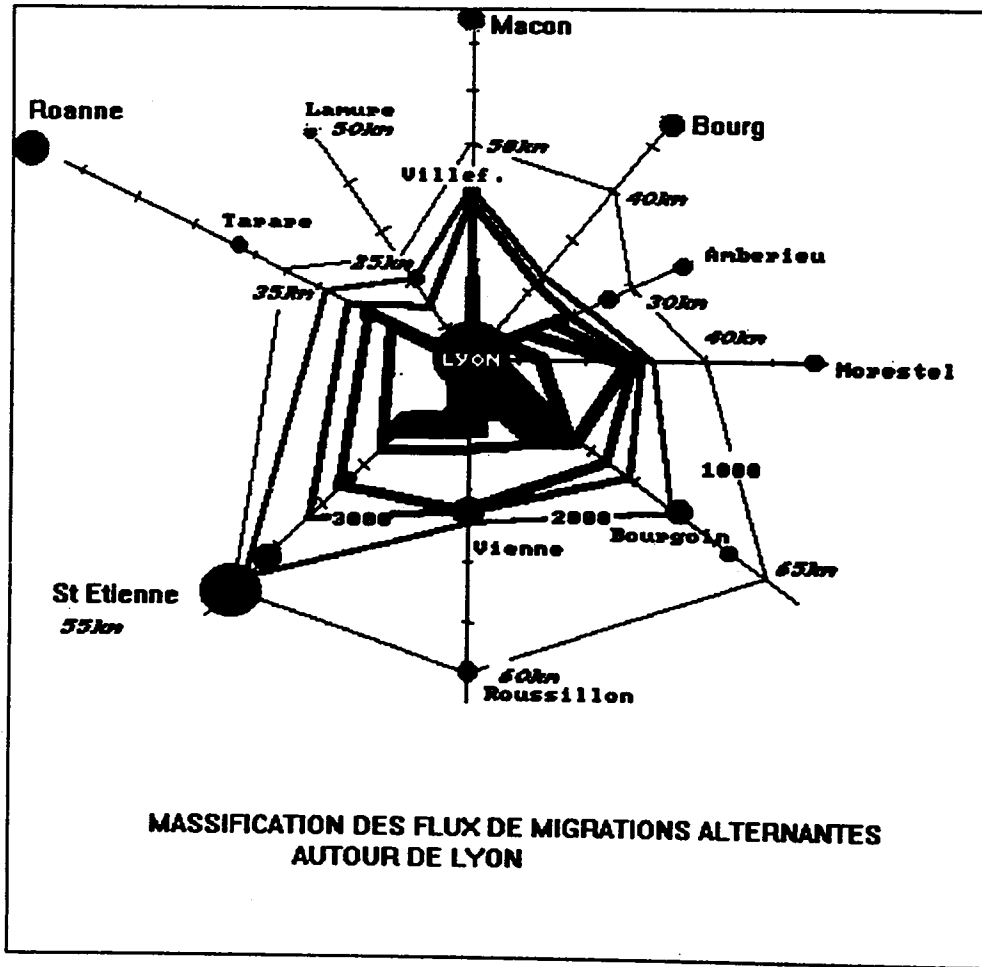 Macon
Roanne
Lamure
50km
Bourg
50km
Villef.
40km
Tarare
25km
Amberieu
35km
30km
40km
LYON
Morestel
1000
3000
2000
Vienne
Bourgoin
65km
St Etienne
55km
60km
Roussillon
MASSIFICATION DES FLUX DE MIGRATIONS ALTERNANTES
AUTOUR DE LYON